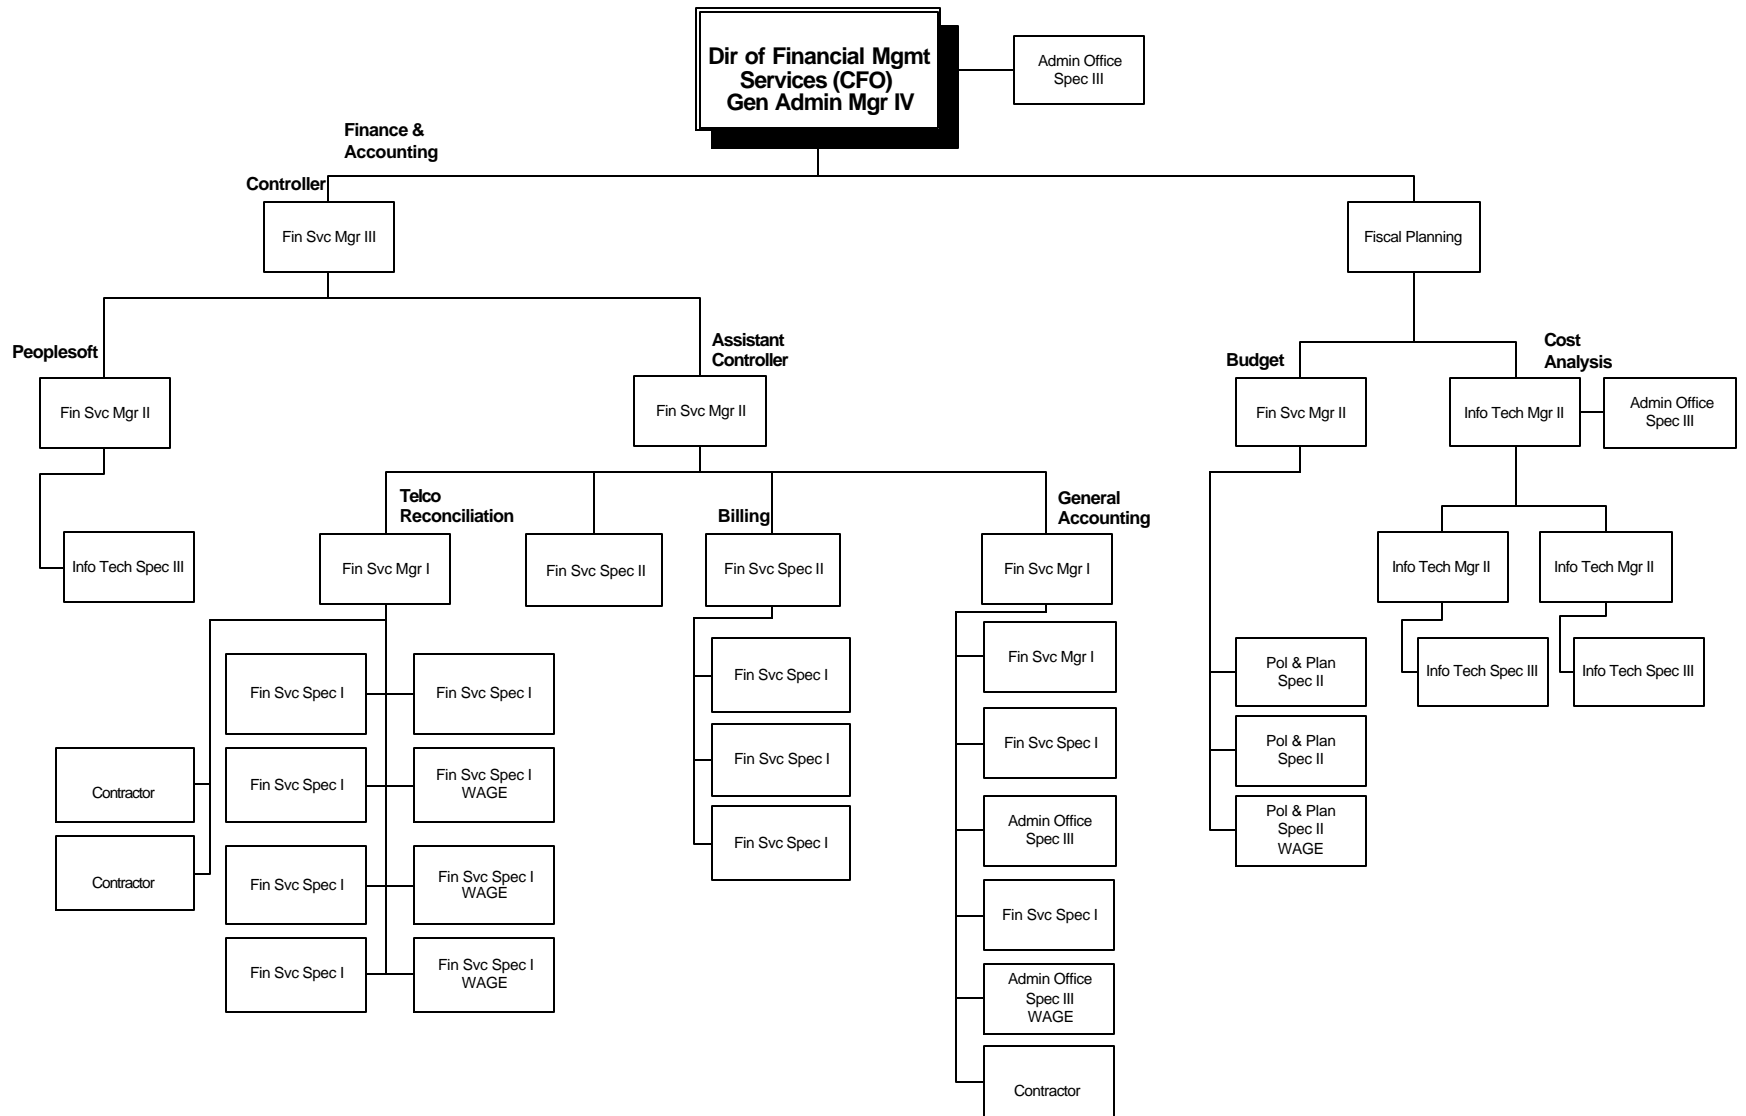 Dir of Financial Mgmt
Services (CFO)
Gen Admin Mgr IV
Admin Office
Spec III
Finance &
Accounting
Controller
Fin Svc Mgr III
Fiscal Planning
Peoplesoft
Fin Svc Mgr II
Assistant
Controller
Fin Svc Mgr II
Budget
Fin Svc Mgr II
Cost
Analysis
Info Tech Mgr II
Admin Office
Spec III
Info Tech Spec III
Telco
Reconciliation
Fin Svc Mgr I
Fin Svc Spec II
Billing
Fin Svc Spec II
General
Accounting
Fin Svc Mgr I
Info Tech Mgr II
Info Tech Mgr II
Info Tech Spec III
Info Tech Spec III
Fin Svc Spec I
Fin Svc Spec I
Contractor
Fin Svc Spec I
Fin Svc Spec I
WAGE
Contractor
Fin Svc Spec I
Fin Svc Spec I
WAGE
Fin Svc Spec I
Fin Svc Spec I
WAGE
Fin Svc Spec I
Fin Svc Spec I
Fin Svc Spec I
Fin Svc Mgr I
Fin Svc Spec I
Admin Office
Spec III
Fin Svc Spec I
Admin Office
Spec III
WAGE
Contractor
Pol & Plan
Spec II
Pol & Plan
Spec II
Pol & Plan
Spec II
WAGE